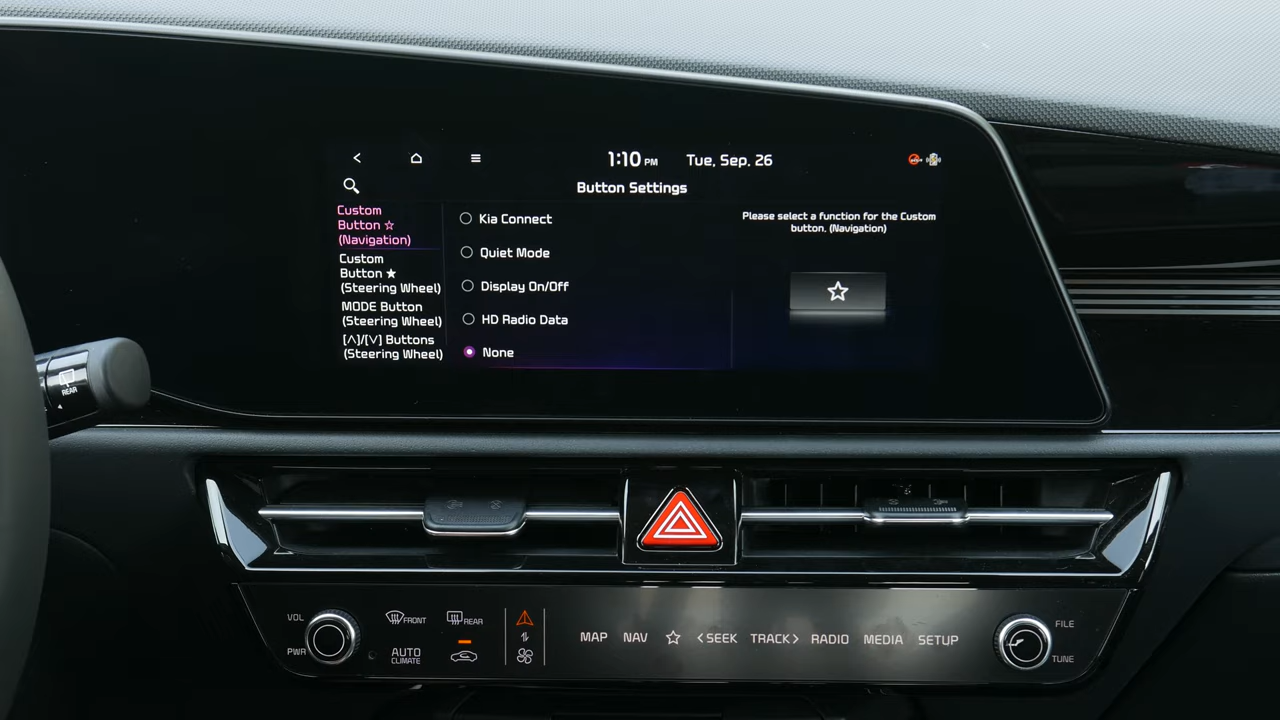 1:10 PM Tue, Sep. 26
Button Settings
Custom
Button ☆
(Navigation)
Custom
Button ★
(Steering Wheel)
MODE Button
(Steering Wheel)
[∧]/[∨] Buttons
(Steering Wheel)
Kia Connect
Quiet Mode
Display On/Off
HD Radio Data
None
Please select a function for the Custom
button. (Navigation)
REAR
VOL
PWR
FRONT
REAR
AUTO
CLIMATE
MAP NAV ☆ <SEEK TRACK> RADIO MEDIA SETUP
FILE
TUNE